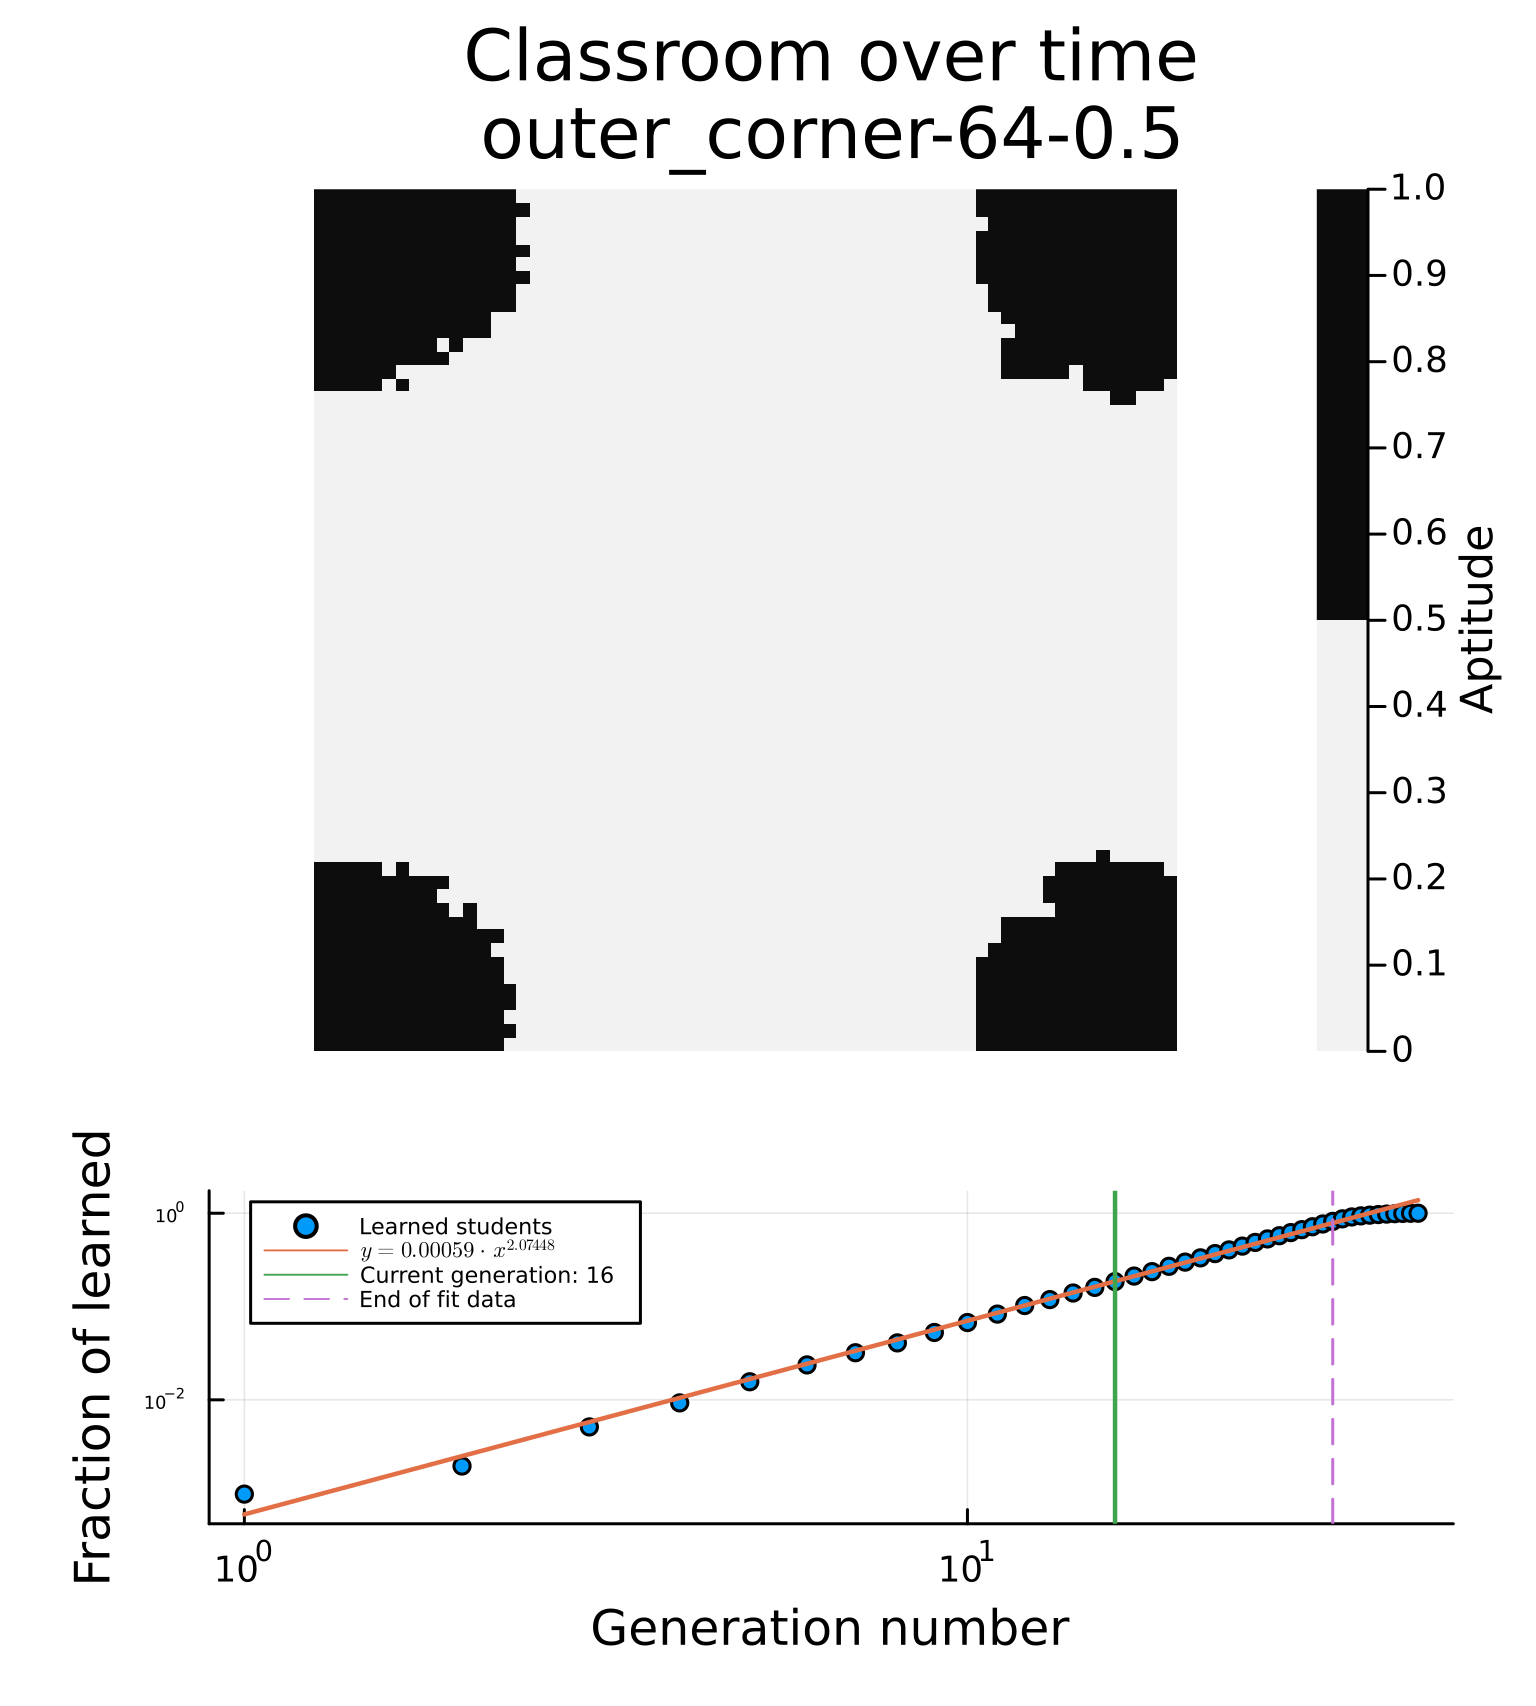 Classroom over time
outer_corner-64-0.5
1.0
0.9
0.8
0.7
0.6
0.5
0.4
0.3
0.2
0.1
0
Aptitude
Fraction of learned
10⁰
10⁻²
Learned students
y = 0.00059 · x^2.07448
Current generation: 16
End of fit data
10⁰
10¹
Generation number